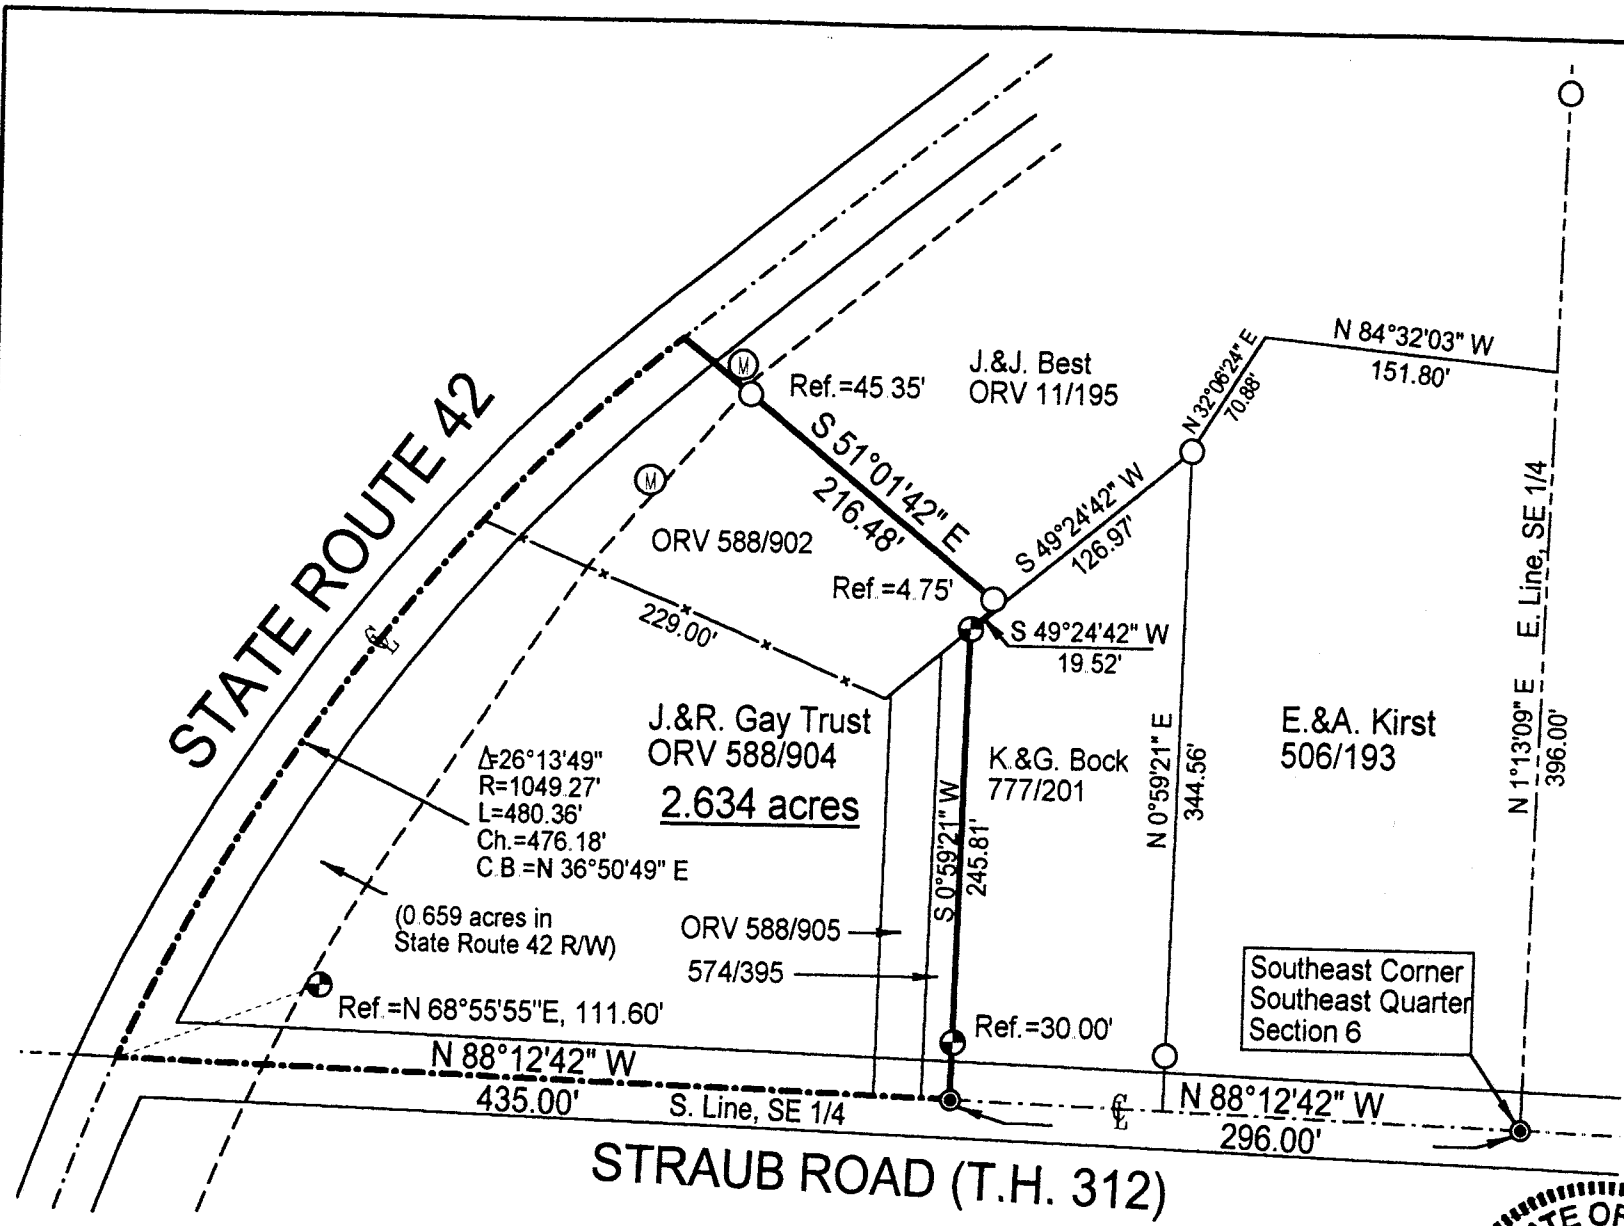 STATE ROUTE 42
J.&J. Best
ORV 11/195
Ref.=45.35'
N 84°32'03" W
151.80'
N 32°06'24" E
70.88'
S 51°01'42" E
216.48'
M
M
ORV 588/902
Ref.=4.75'
S 49°24'42" W
126.97'
S 49°24'42" W
19.52'
229.00'
E. Line, SE 1/4
N 1°13'09" E
396.00'
J.&R. Gay Trust
ORV 588/904
2.634 acres
K.&G. Bock
777/201
E.&A. Kirst
506/193
N 0°59'21" E
344.56'
S 0°59'21" W
245.81'
Δ=26°13'49"
R=1049.27'
L=480.36'
Ch.=476.18'
C.B.=N 36°50'49" E
(0.659 acres in
State Route 42 R/W)
ORV 588/905
574/395
Ref.=N 68°55'55"E, 111.60'
Ref.=30.00'
Southeast Corner
Southeast Quarter
Section 6
N 88°12'42" W
435.00'
S. Line, SE 1/4
N 88°12'42" W
296.00'
STRAUB ROAD (T.H. 312)
TE OF